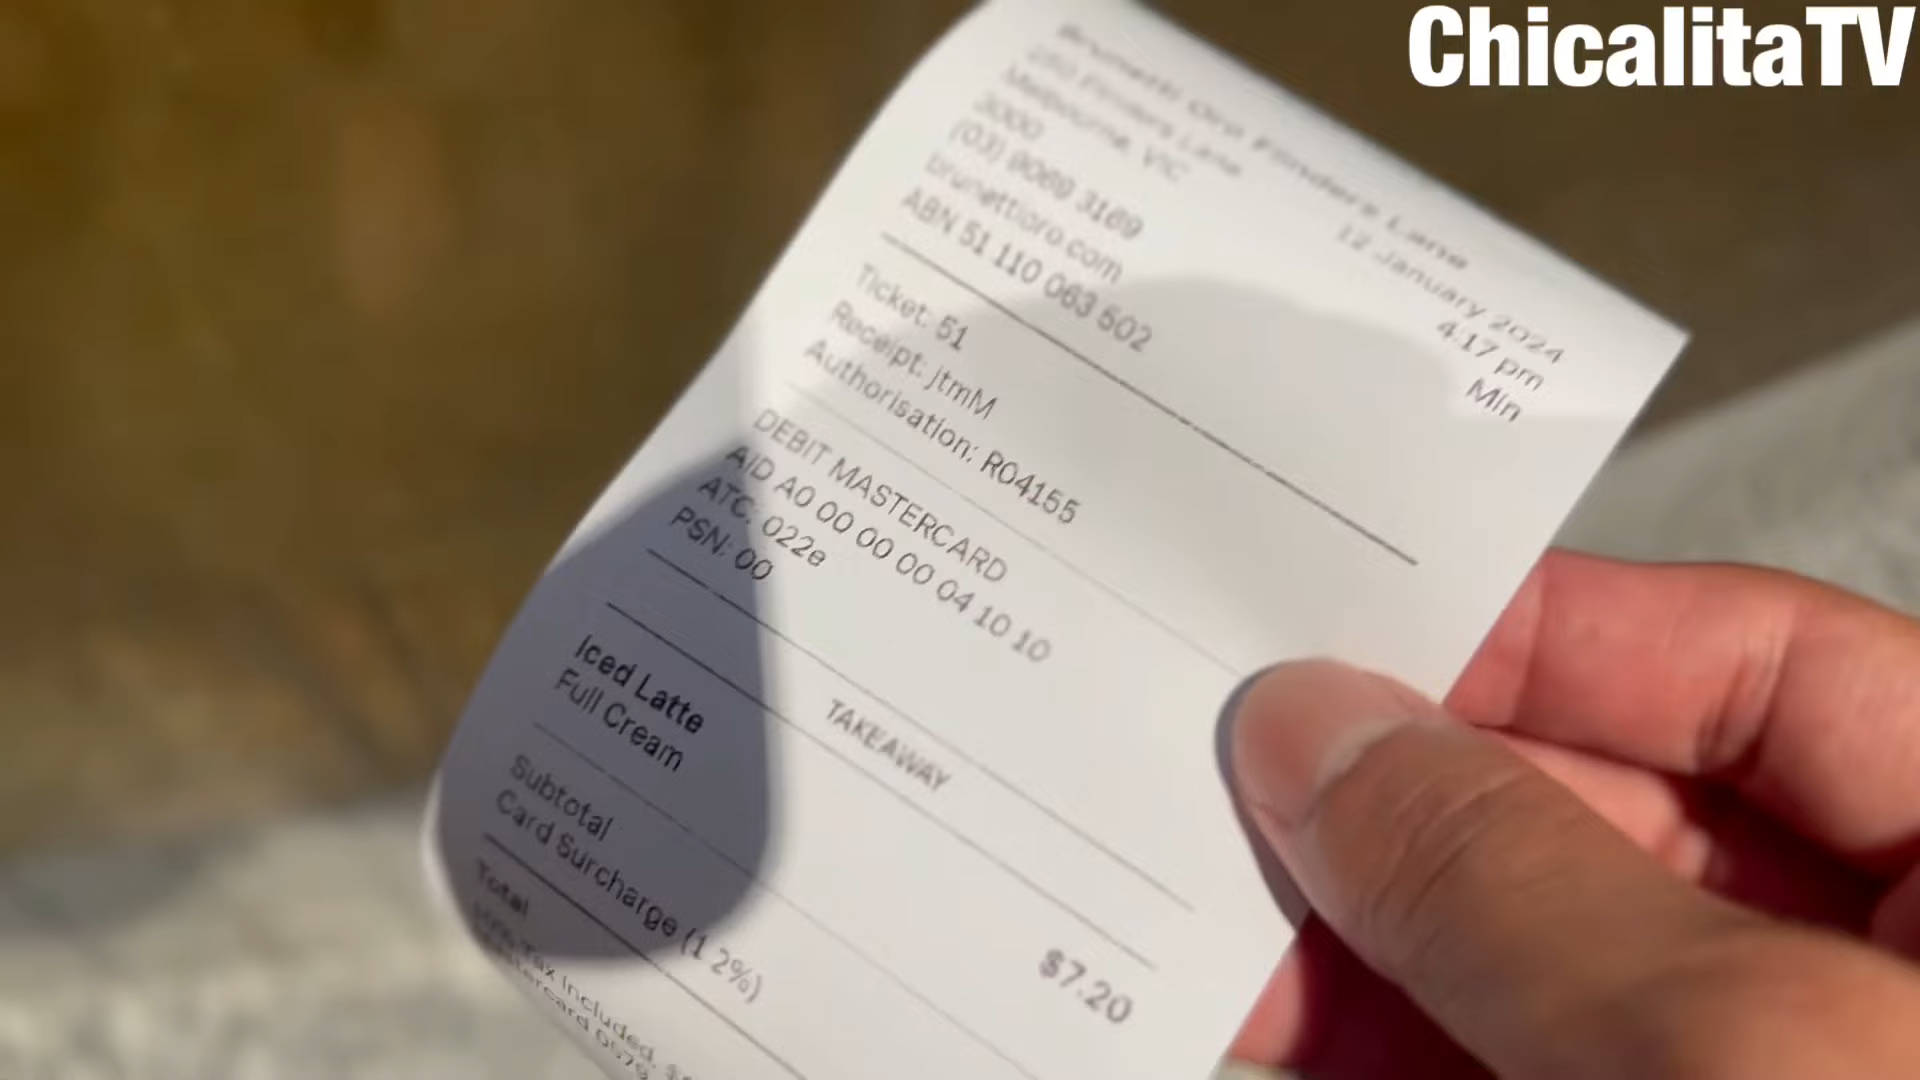 ChicalitaTV
Brunetti Oro Flinders Lane
Flinders Lane
Melbourne, VIC
3000
(03) 9069 3169
brunettioro.com
ABN 51 110 063 502
12 January 2024
4:17 pm
Min
Ticket: 51
Receipt: jtmM
Authorisation: R04155
DEBIT MASTERCARD
AID A0 00 00 00 04 10 10
ATC: 022e
PSN: 00
TAKEAWAY
Iced Latte $7.20
Full Cream
Subtotal
Card Surcharge (1.2%)
Total
Tax included.